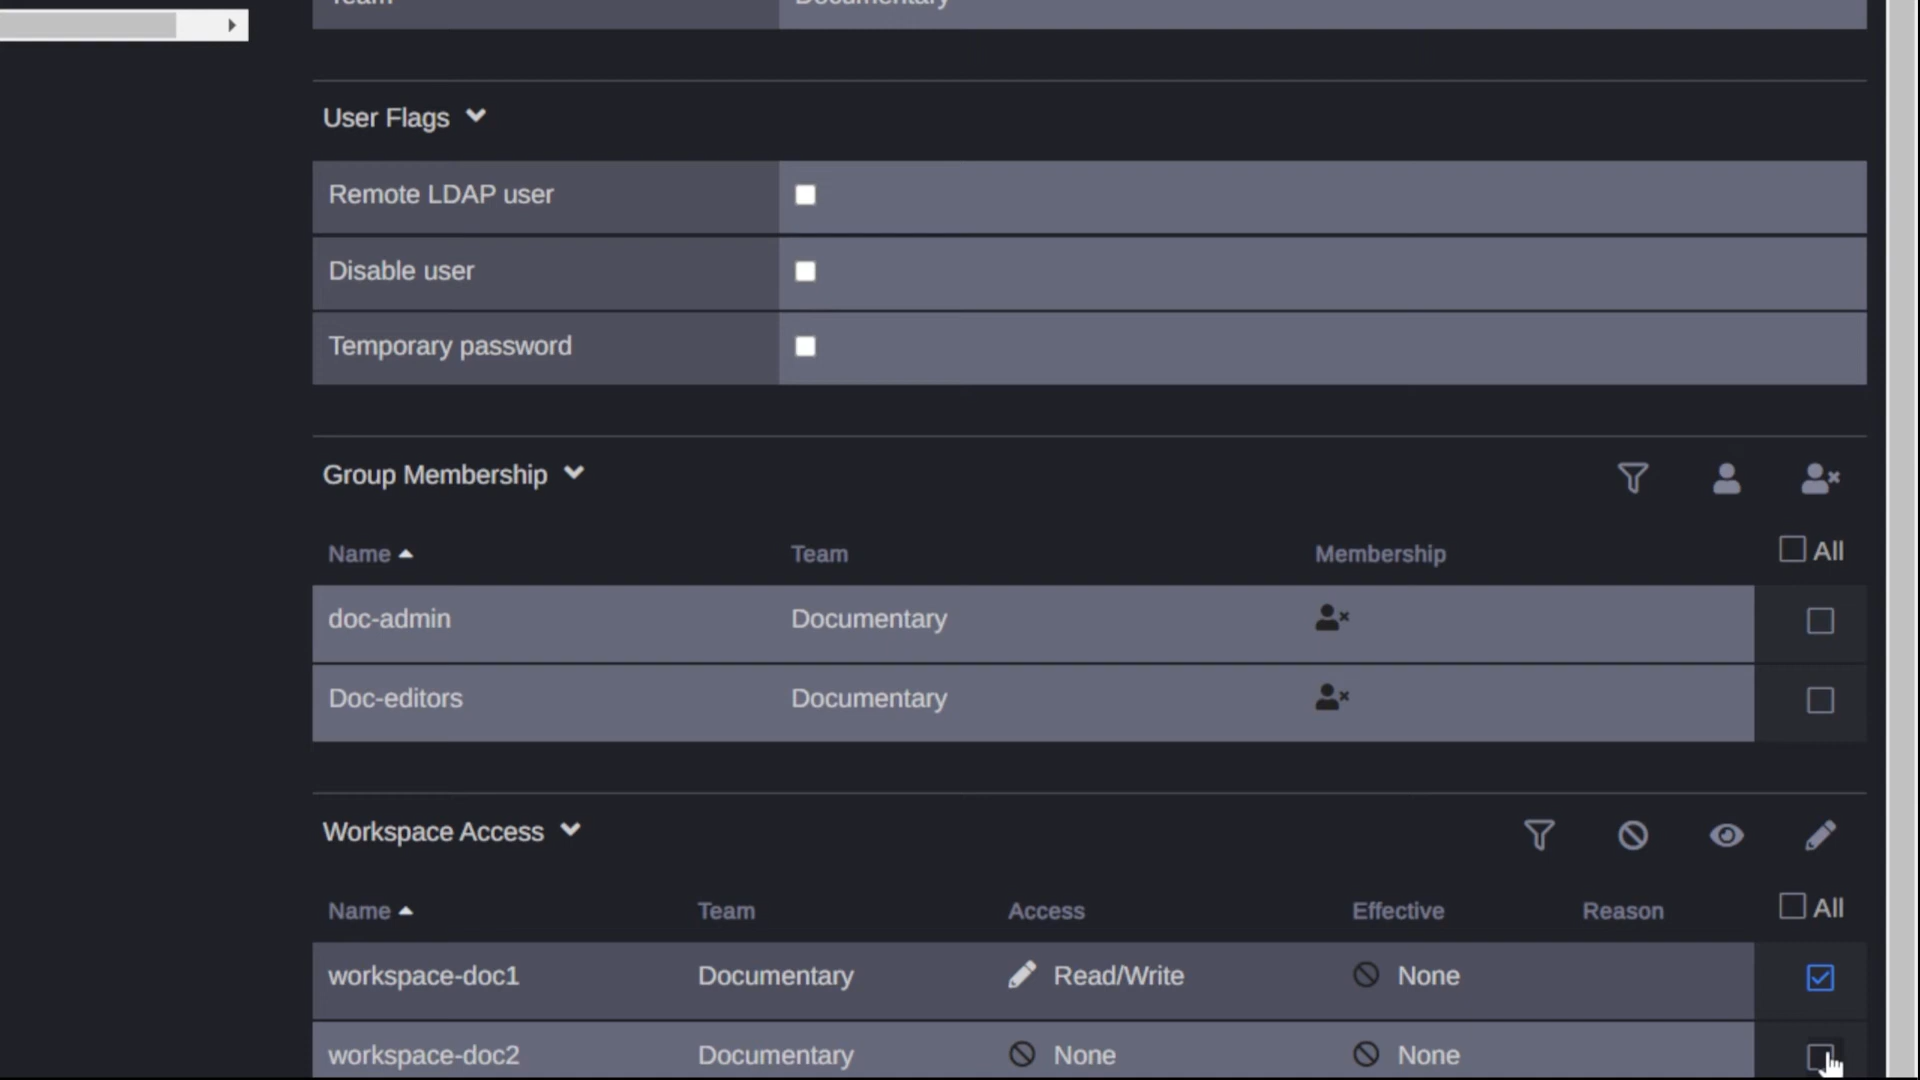 Team Documentary
User Flags
Remote LDAP user
Disable user
Temporary password
Group Membership
Name Team Membership All
doc-admin Documentary
Doc-editors Documentary
Workspace Access
Name Team Access Effective Reason All
workspace-doc1 Documentary Read/Write None
workspace-doc2 Documentary None None